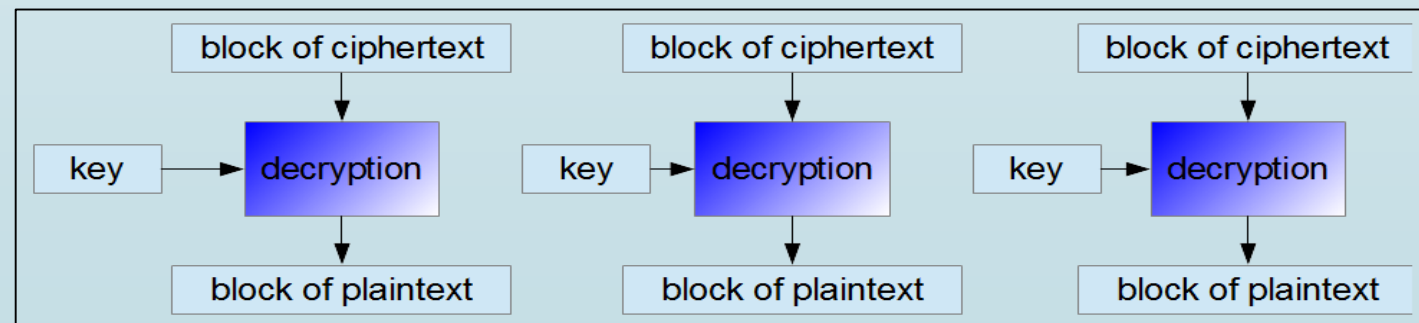 block of ciphertext block of ciphertext block of ciphertext
key decryption key decryption key decryption
block of plaintext block of plaintext block of plaintext